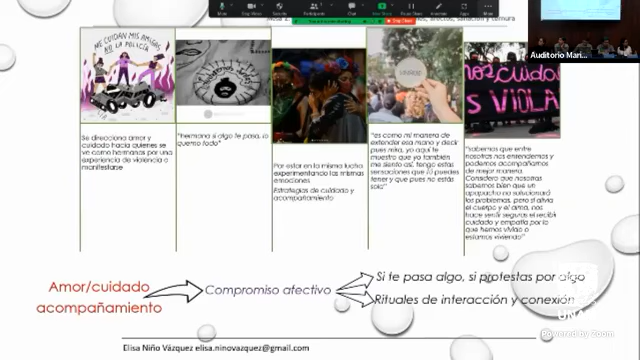 Auditorio Mari...
ME CUIDAN MIS AMIGAS
NO LA POLICÍA
NOS CUIDO
VIOLA
Se direcciona amor y
cuidado hacia quienes se
ve como hermanas por una
experiencia de violencia o
manifestarse
"hermana si algo te pasa, lo
quemo todo"
Por estar en la misma lucha
experimentando las mismas
emociones
Estrategias de cuidado y
acompañamiento
"es como mi manera de
extender esa mano y decir
pues mira, yo aquí te
muestro que yo también
me siento así, tengo estas
sensaciones que tú puedes
tener y que pues no estás
sola"
"sabemos que entre
nosotras nos entendemos y
podemos acompañarnos
de mejor manera.
Considero que nosotras
sabemos bien que un
apapacho no solucionará
los problemas, pero sí alivia
el cuerpo y el alma, nos
hace sentir seguras el recibir
cuidado y empatía por lo
que hemos vivido o
estamos viviendo"
Amor/cuidado
acompañamiento
Compromiso afectivo
Si te pasa algo, si protestas por algo
Rituales de interacción y conexión
Powered by Zoom
Elisa Niño Vázquez elisa.ninovazquez@gmail.com